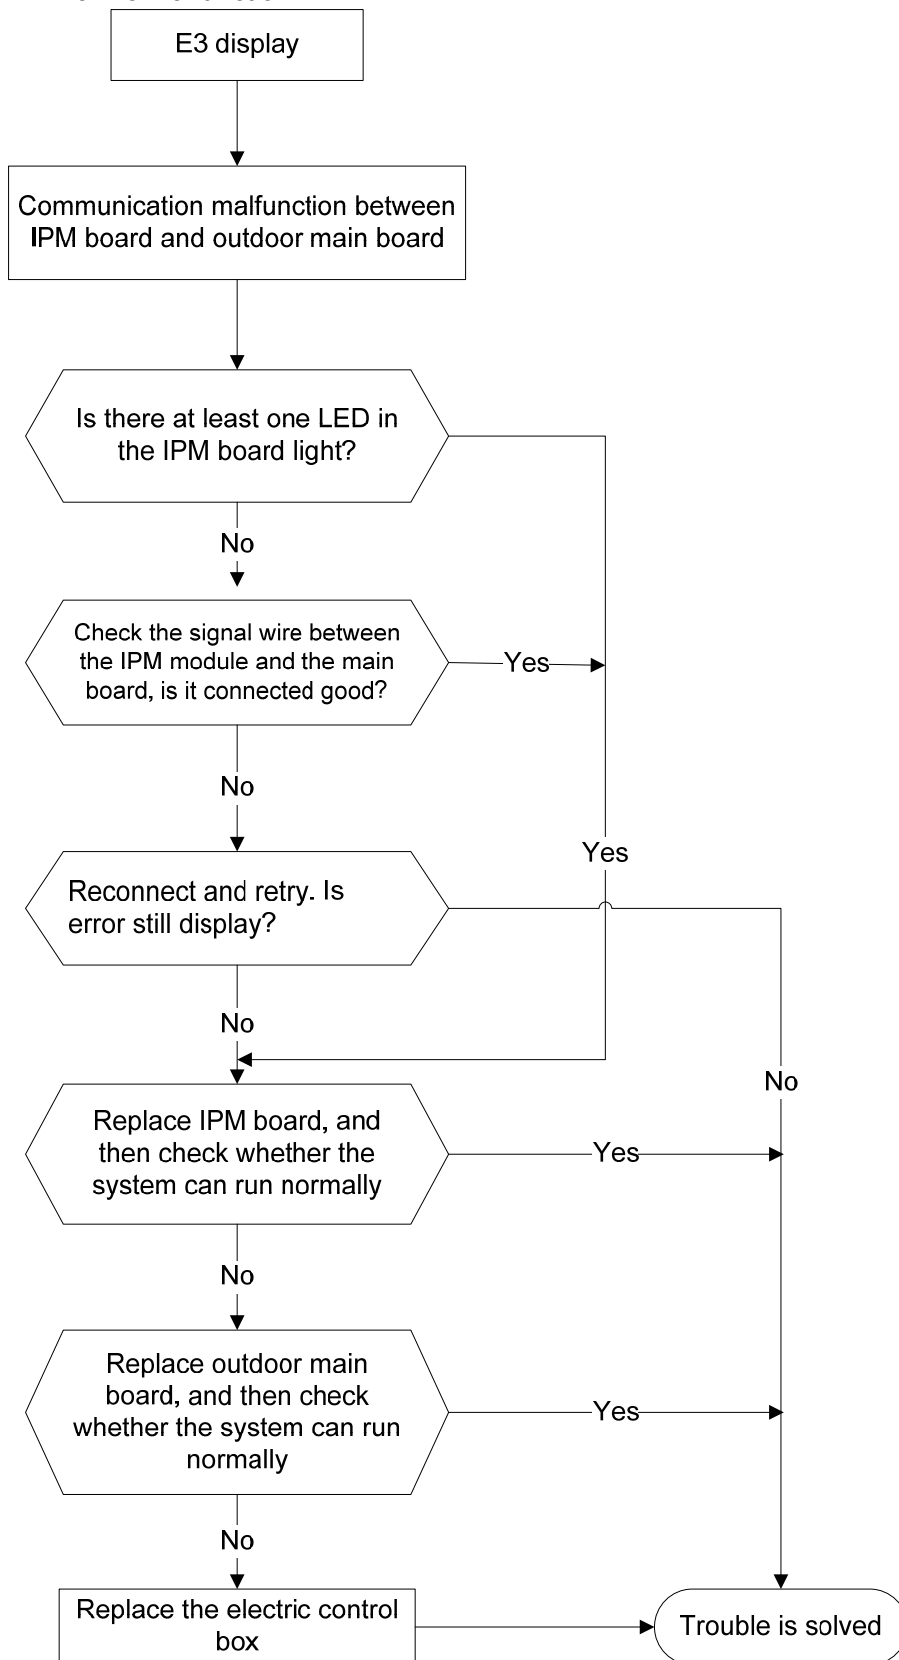 E3 display
Communication malfunction between
IPM board and outdoor main board
Is there at least one LED in
the IPM board light?
No
Check the signal wire between
the IPM module and the main
board, is it connected good?
Yes
No
Yes
Reconnect and retry. Is
error still display?
No
No
Replace IPM board, and
then check whether the
system can run normally
Yes
No
Replace outdoor main
board, and then check
whether the system can run
normally
Yes
No
Replace the electric control
box
Trouble is solved